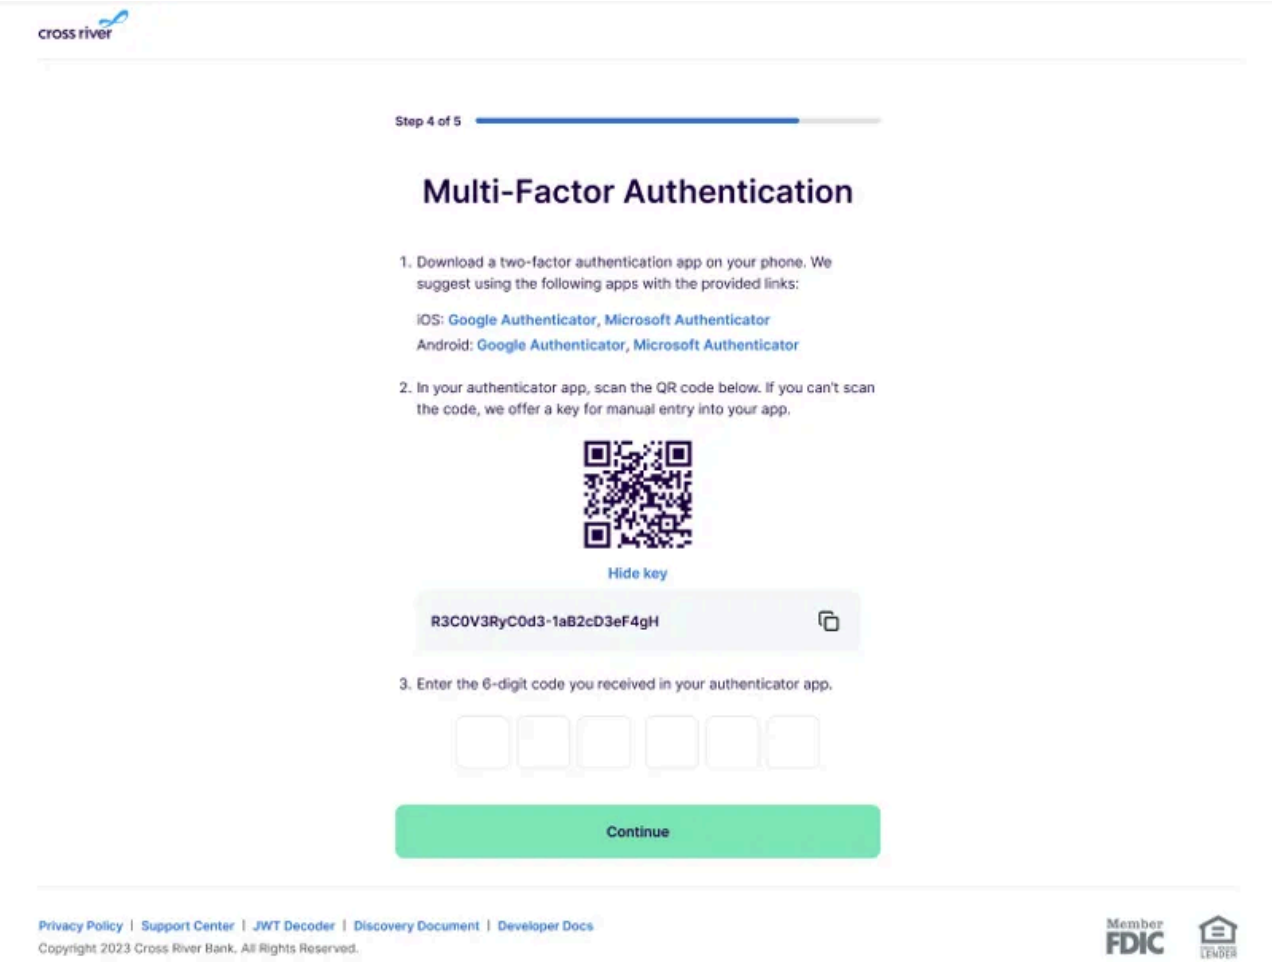 cross river
Step 4 of 5
Multi-Factor Authentication
1. Download a two-factor authentication app on your phone. We
suggest using the following apps with the provided links:
iOS: Google Authenticator, Microsoft Authenticator
Android: Google Authenticator, Microsoft Authenticator
2. In your authenticator app, scan the QR code below. If you can't scan
the code, we offer a key for manual entry into your app.
Hide key
R3C0V3RyC0d3-1aB2cD3eF4gH
3. Enter the 6-digit code you received in your authenticator app.
Continue
Privacy Policy | Support Center | JWT Decoder | Discovery Document | Developer Docs
Copyright 2023 Cross River Bank. All Rights Reserved.
Member
FDIC
LENDER